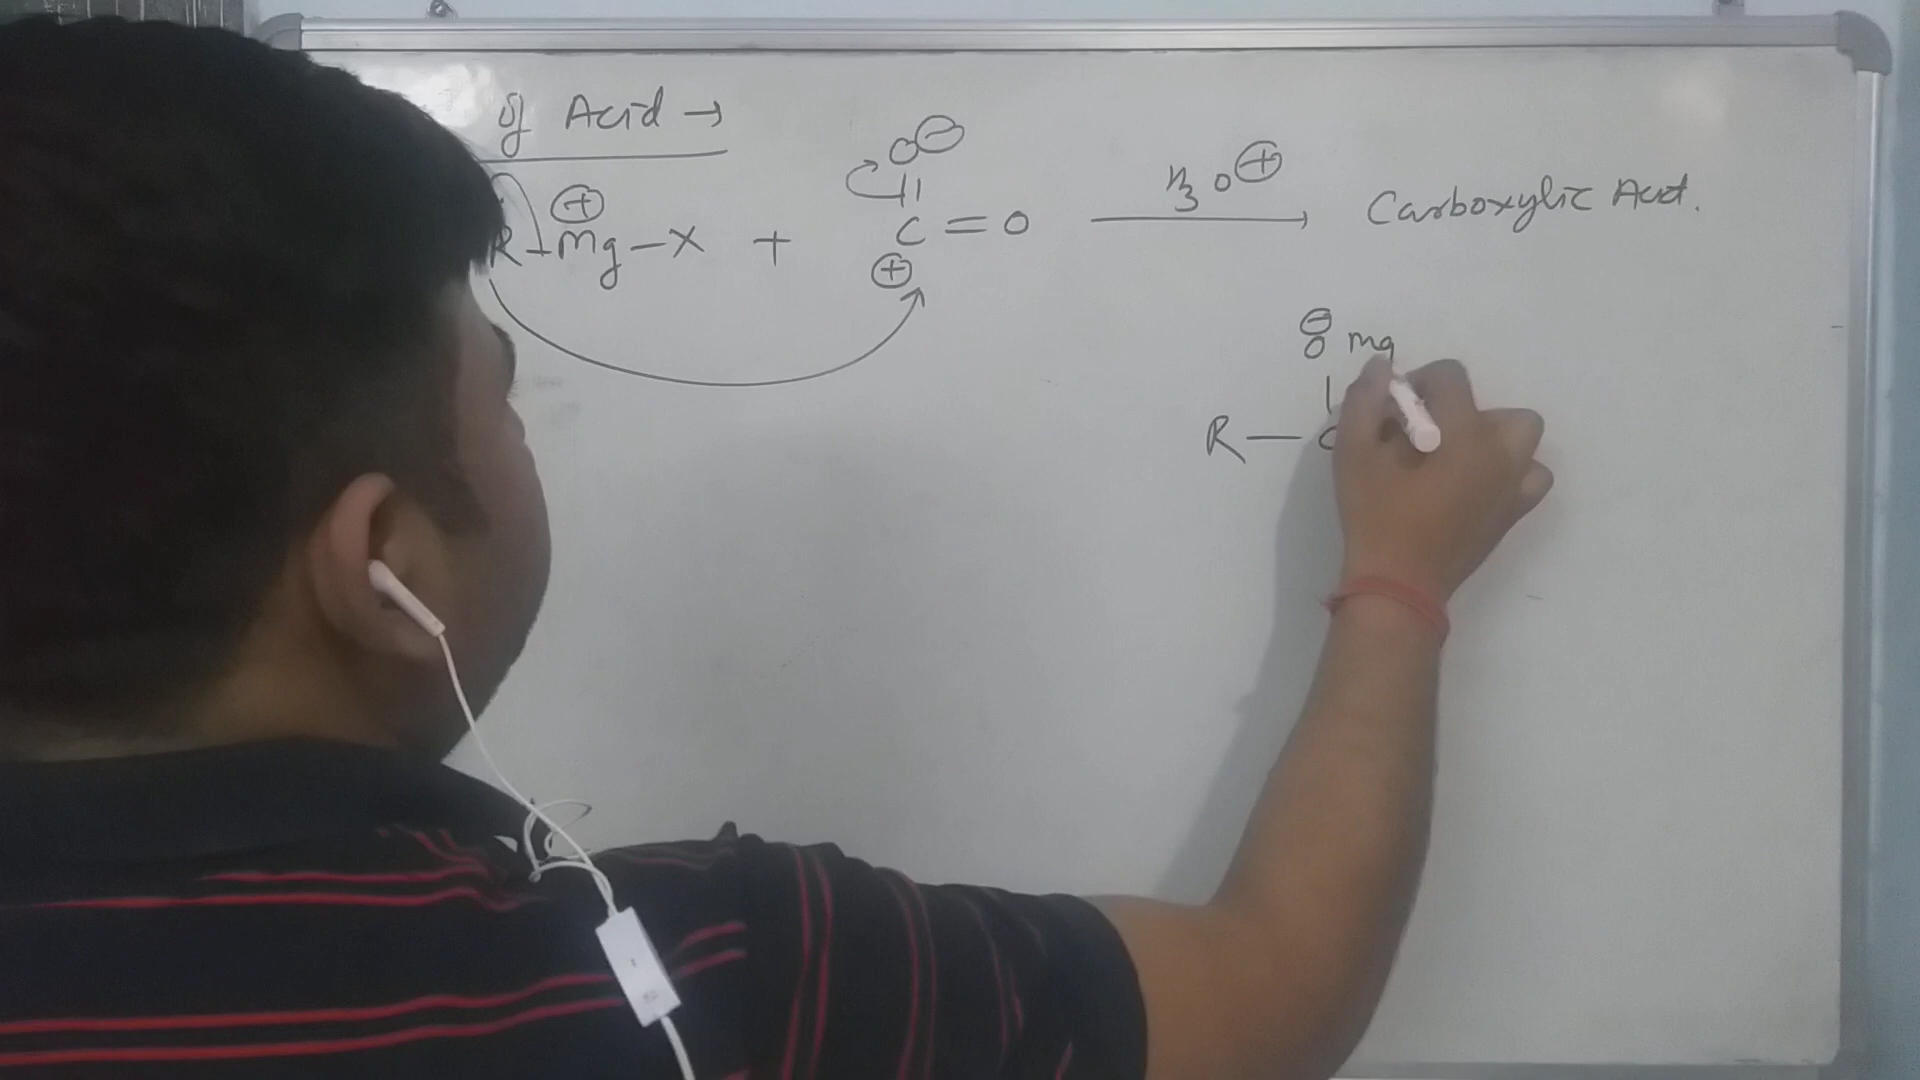 of Acid →
O ⊖
||
R - Mg ⊕ - X + C ⊕ = O H3O ⊕ → Carboxylic Acid.
⊖
O Mg
|
R — C